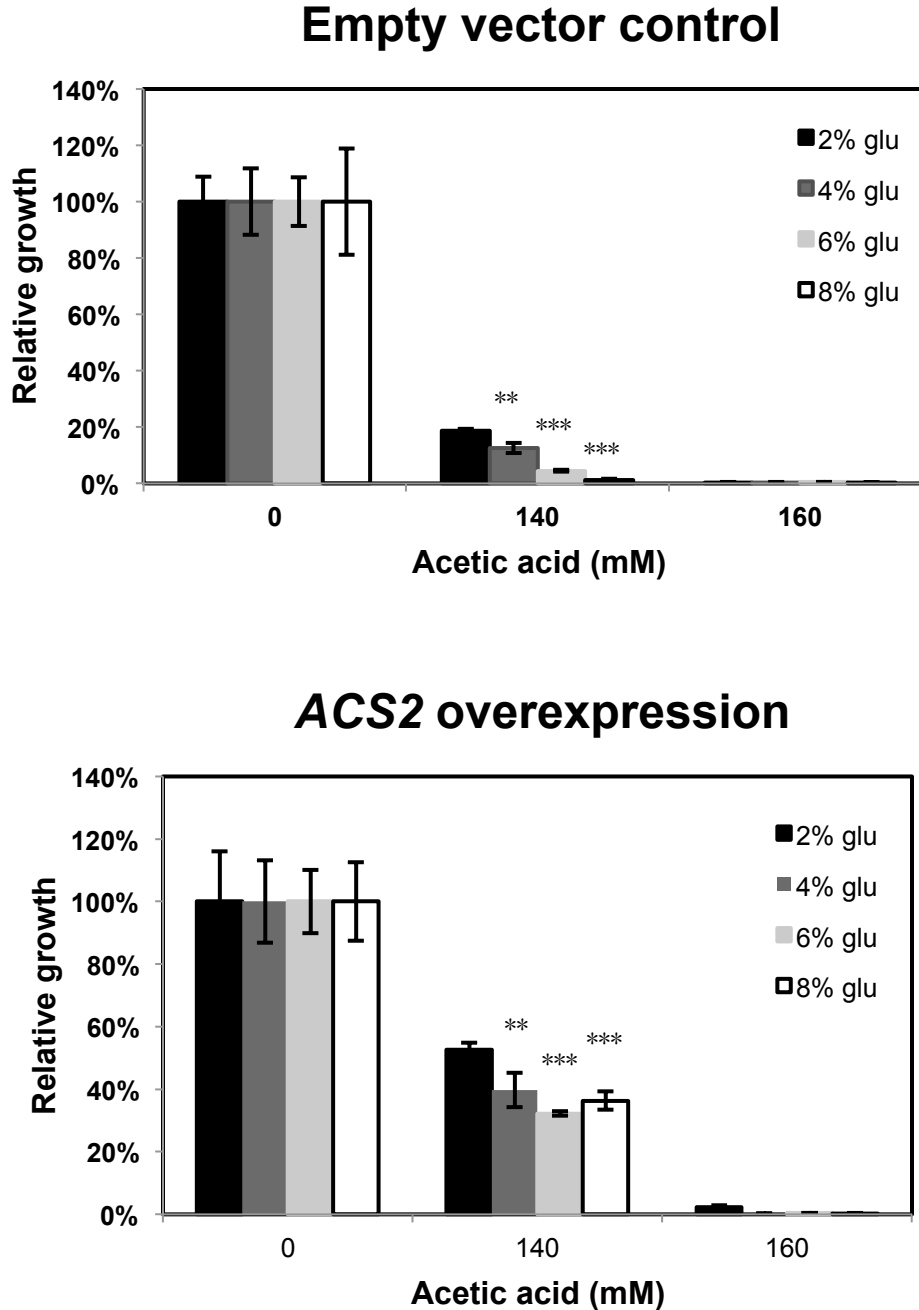 Empty vector control
140%
120%
100%
80%
60%
40%
20%
0%
Relative growth
2% glu
4% glu
6% glu
8% glu
**
***
***
0 140 160
Acetic acid (mM)
ACS2 overexpression
140%
120%
100%
80%
60%
40%
20%
0%
Relative growth
2% glu
4% glu
6% glu
8% glu
**
***
***
0 140 160
Acetic acid (mM)